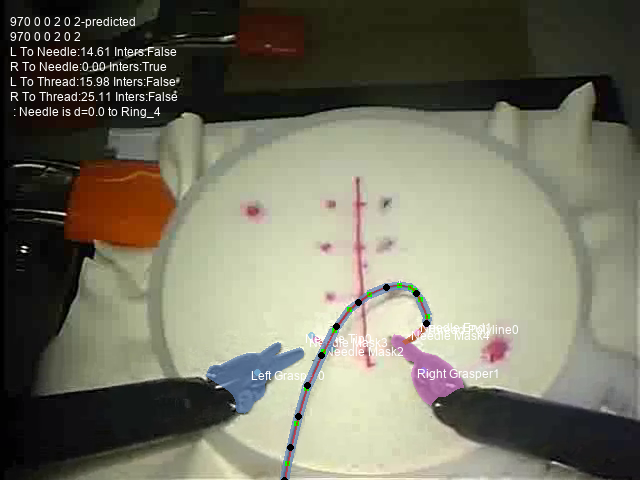 970 0 0 2 0 2-predicted
970 0 0 2 0 2
L To Needle:14.61 Inters:False
R To Needle:0.00 Inters:True
L To Thread:15.98 Inters:False
R To Thread:25.11 Inters:False
: Needle is d=0.0 to Ring_4
Needle Mask4
Needle Mask2
Right Grasper1